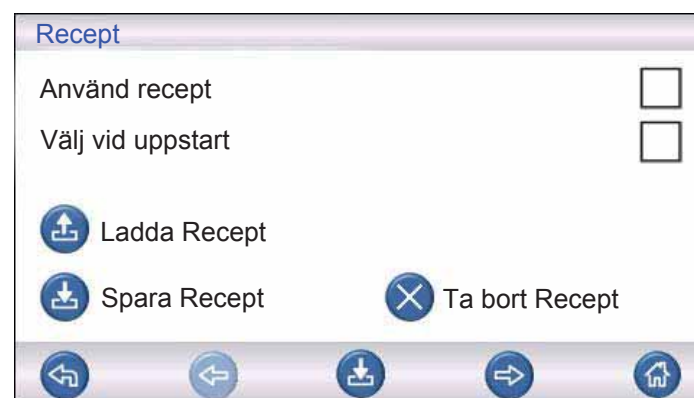 Recept
Använd recept
Välj vid uppstart
Ladda Recept
Spara Recept
Ta bort Recept